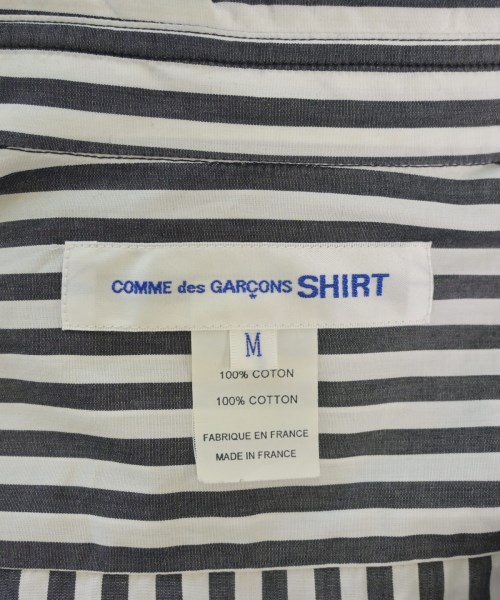 COMME des GARÇONS SHIRT
M
100% COTON
100% COTTON
FABRIQUE EN FRANCE
MADE IN FRANCE